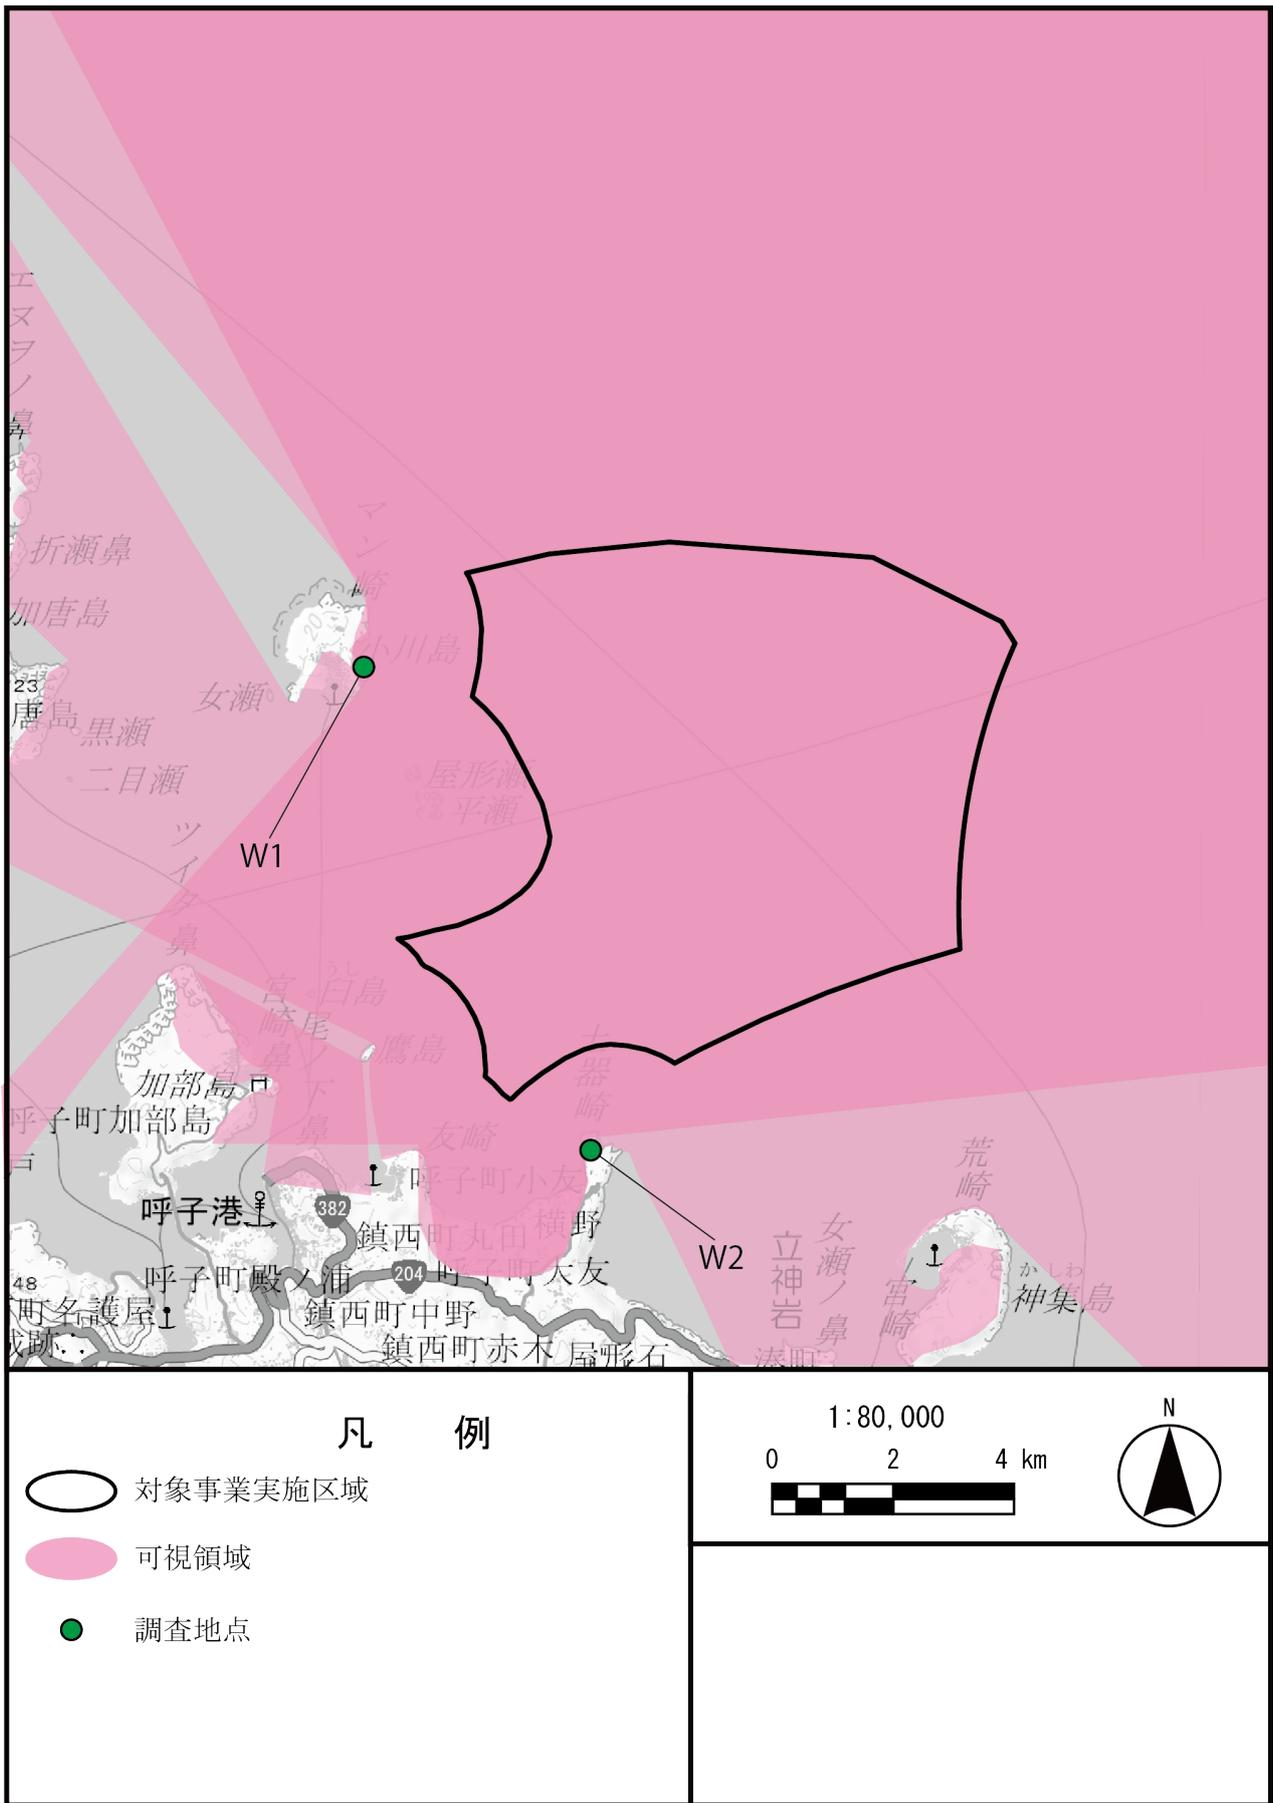 エヌヲノ鼻
鼻
マン崎
折瀬鼻
加唐島
20
小川島
23
唐島
女瀬
黒瀬
二目瀬
屋形瀬
平瀬
ツイタ鼻
W1
うし
臼島
宮崎鼻
尾ノ下鼻
鷹島
土器崎
加部島
呼子町加部島
戸
友崎
呼子町小友
荒崎
呼子港
382
鎮西町丸田
横野
W2
立神岩
女瀬ノ鼻
宮崎
かしわ
神集島
48
町名護屋
城跡
呼子町殿ノ浦
204
呼子町大友
鎮西町中野
鎮西町赤木
屋形石
湊町
凡 例
対象事業実施区域
可視領域
調査地点
1:80,000
0 2 4 km
N